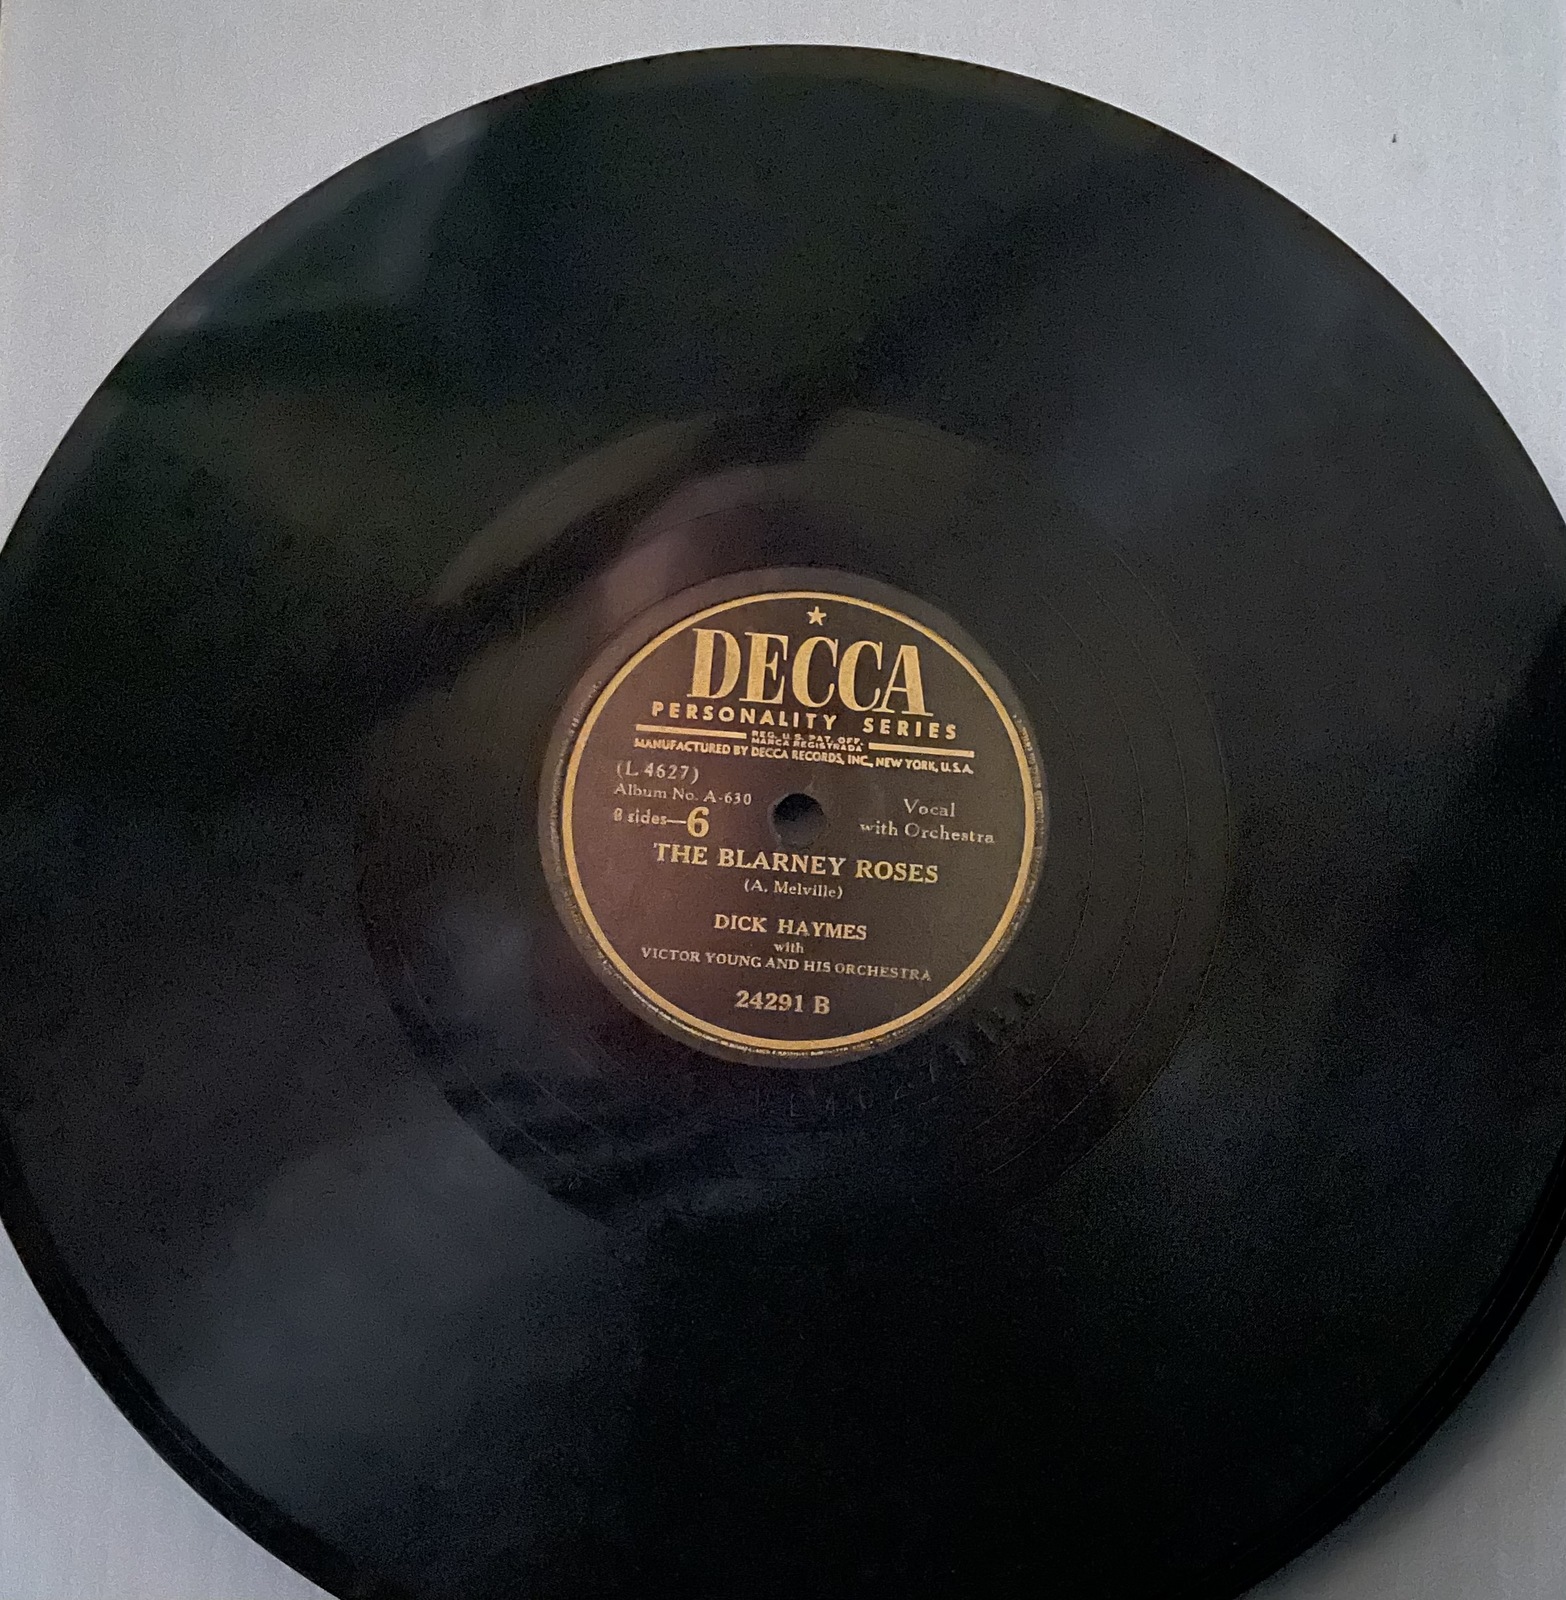 DECCA
PERSONALITY SERIES
REG. U.S. PAT. OFF.
MARCA REGISTRADA
MANUFACTURED BY DECCA RECORDS, INC., NEW YORK, U.S.A.
(L 4627)
Album No. A-630
8 sides—6
Vocal
with Orchestra
THE BLARNEY ROSES
(A. Melville)
DICK HAYMES
with
VICTOR YOUNG AND HIS ORCHESTRA
24291 B